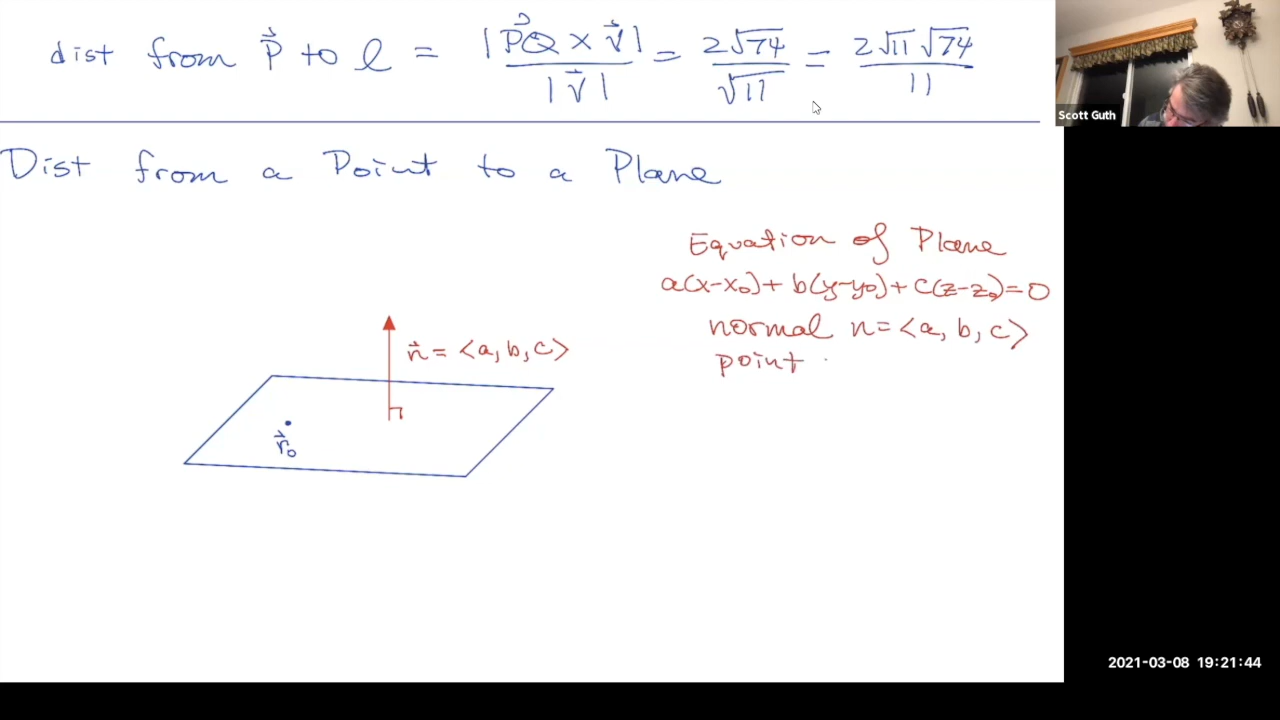 dist from P⃗ to l = |P⃗Q × V⃗| / |V⃗| = 2√74 / √11 = 2√11 √74 / 11
Scott Guth
Dist from a Point to a Plane
Equation of Plane
a(x-x₀)+ b(y-y₀)+ c(z-z₀)=0
normal n=<a, b, c>
point
n⃗ = <a, b, c>
r⃗₀
2021-03-08 19:21:44